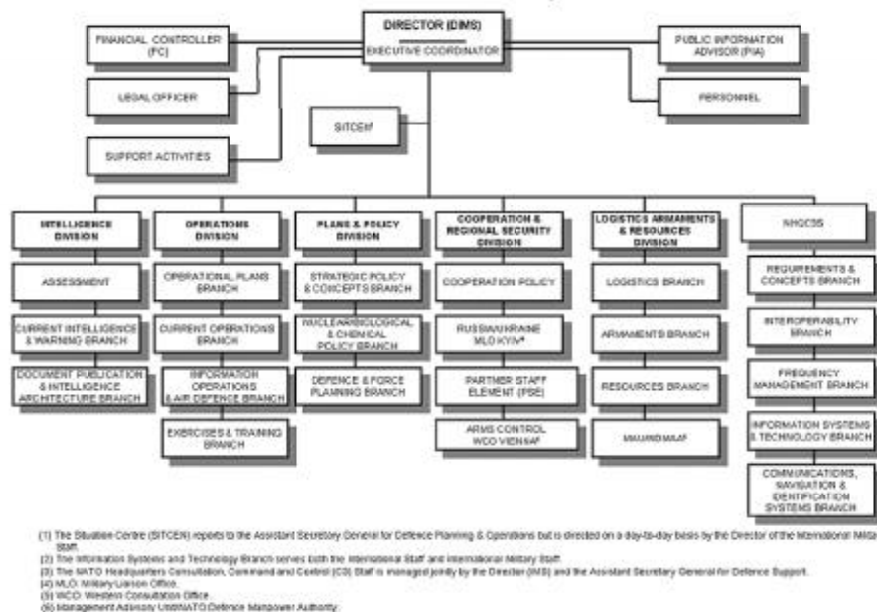 DIRECTOR (DIMS)
EXECUTIVE COORDINATOR
FINANCIAL CONTROLLER
(FC)
PUBLIC INFORMATION
ADVISOR (PIA)
LEGAL OFFICER
PERSONNEL
SITCEN¹
SUPPORT ACTIVITIES
INTELLIGENCE
DIVISION
OPERATIONS
DIVISION
PLANS & POLICY
DIVISION
COOPERATION &
REGIONAL SECURITY
DIVISION
LOGISTICS ARMAMENTS
& RESOURCES
DIVISION
ASSESSMENT
CURRENT INTELLIGENCE
& WARNING BRANCH
DOCUMENT PUBLICATION
& INTELLIGENCE
ARCHITECTURE BRANCH
OPERATIONAL PLANS
BRANCH
CURRENT OPERATIONS
BRANCH
INFORMATION
OPERATIONS
& AIR DEFENCE BRANCH
EXERCISES & TRAINING
BRANCH
STRATEGIC POLICY
& CONCEPTS BRANCH
NUCLEAR/BIOLOGICAL
& CHEMICAL
POLICY BRANCH
DEFENCE & FORCE
PLANNING BRANCH
COOPERATION POLICY
RUSSIA/UKRAINE
MLO KYIV⁴
PARTNER STAFF
ELEMENT (PSE)
ARMS CONTROL
WCO VIENNA⁵
LOGISTICS BRANCH
ARMAMENTS BRANCH
RESOURCES BRANCH
REQUIREMENTS &
CONCEPTS BRANCH
INTEROPERABILITY
BRANCH
FREQUENCY
MANAGEMENT BRANCH
INFORMATION SYSTEMS
& TECHNOLOGY BRANCH
COMMUNICATIONS,
NAVIGATION &
IDENTIFICATION
SYSTEMS BRANCH
(1) The Situation Centre (SITCEN) reports to the Assistant Secretary General for Defence Planning & Operations but is directed on a day-to-day basis by the Director of the International
Staff.
(2) The Information Systems and Technology Branch serves both the International Staff and International Military Staff.
(3) The NATO Headquarters Consultation, Command and Control (C3) Staff is managed jointly by the Director (IMS) and the Assistant Secretary General for Defence Support.
(4) MLO: Military Liaison Office.
(5) WCO: Western Consultation Office.
(6) Management Advisory Unit/NATO Defence Manpower Authority.